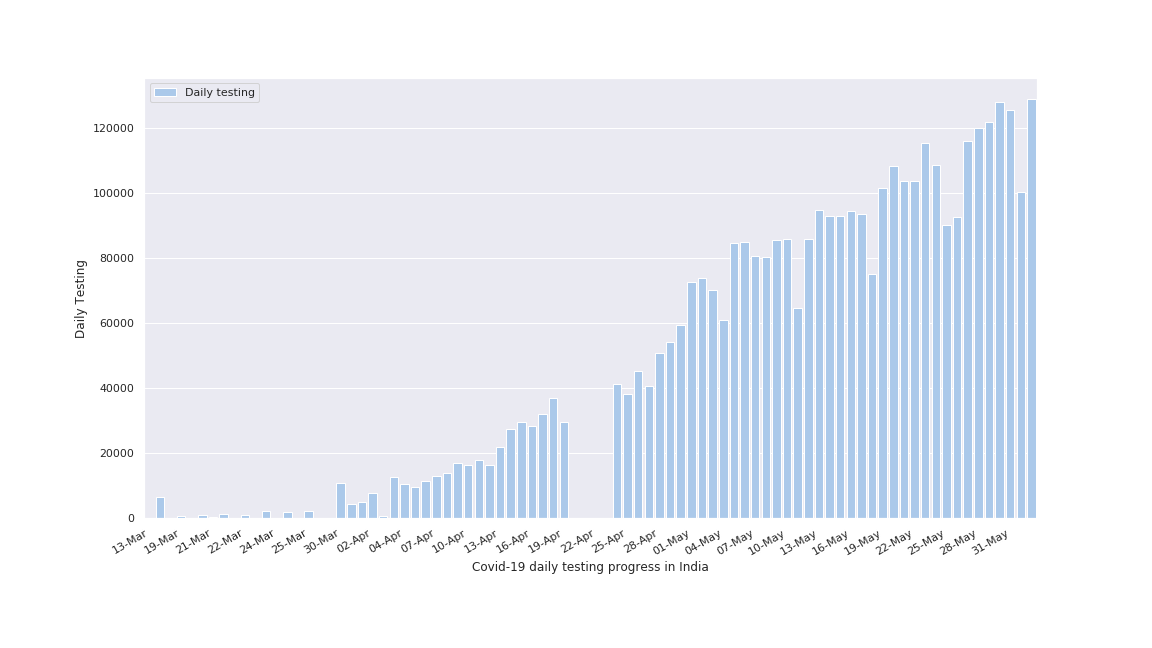 Daily testing
120000
100000
80000
60000
40000
20000
0
Daily Testing
13-Mar 19-Mar 21-Mar 22-Mar 24-Mar 25-Mar 30-Mar 02-Apr 04-Apr 07-Apr 10-Apr 13-Apr 16-Apr 19-Apr 22-Apr 25-Apr 28-Apr 01-May 04-May 07-May 10-May 13-May 16-May 19-May 22-May 25-May 28-May 31-May
Covid-19 daily testing progress in India